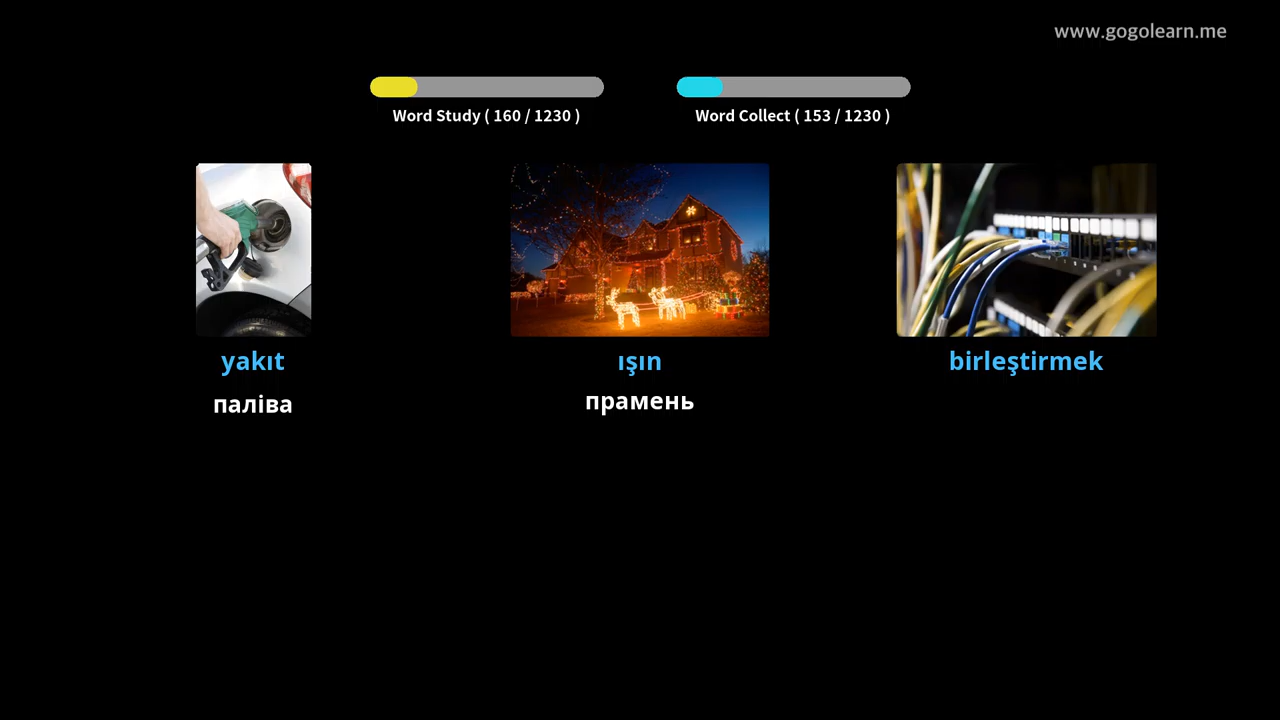 www.gogolearn.me
Word Study ( 160 / 1230 )
Word Collect ( 153 / 1230 )
yakıt
ışın
birleştirmek
паліва
прамень